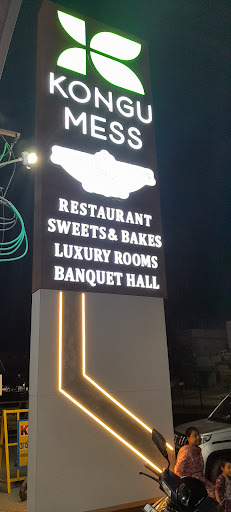 KONGU
MESS
RESTAURANT
SWEETS & BAKES
LUXURY ROOMS
BANQUET HALL